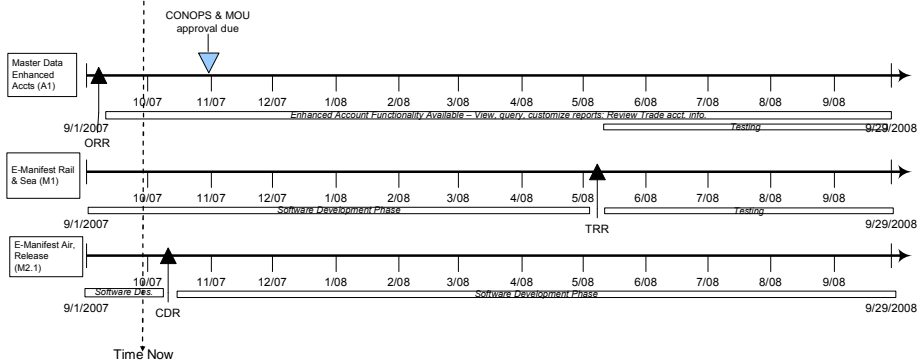 CONOPS & MOU
approval due
Master Data
Enhanced
Accts (A1)
10/07 11/07 12/07 1/08 2/08 3/08 4/08 5/08 6/08 7/08 8/08 9/08
Enhanced Account Functionality Available – View, query, customize reports; Review Trade acct. info.
9/1/2007 Testing 9/29/2008
ORR
E-Manifest Rail
& Sea (M1)
10/07 11/07 12/07 1/08 2/08 3/08 4/08 5/08 6/08 7/08 8/08 9/08
Software Development Phase Testing
9/1/2007 9/29/2008
TRR
E-Manifest Air,
Release
(M2.1)
10/07 11/07 12/07 1/08 2/08 3/08 4/08 5/08 6/08 7/08 8/08 9/08
Software Des. Software Development Phase
9/1/2007 9/29/2008
CDR
Time Now